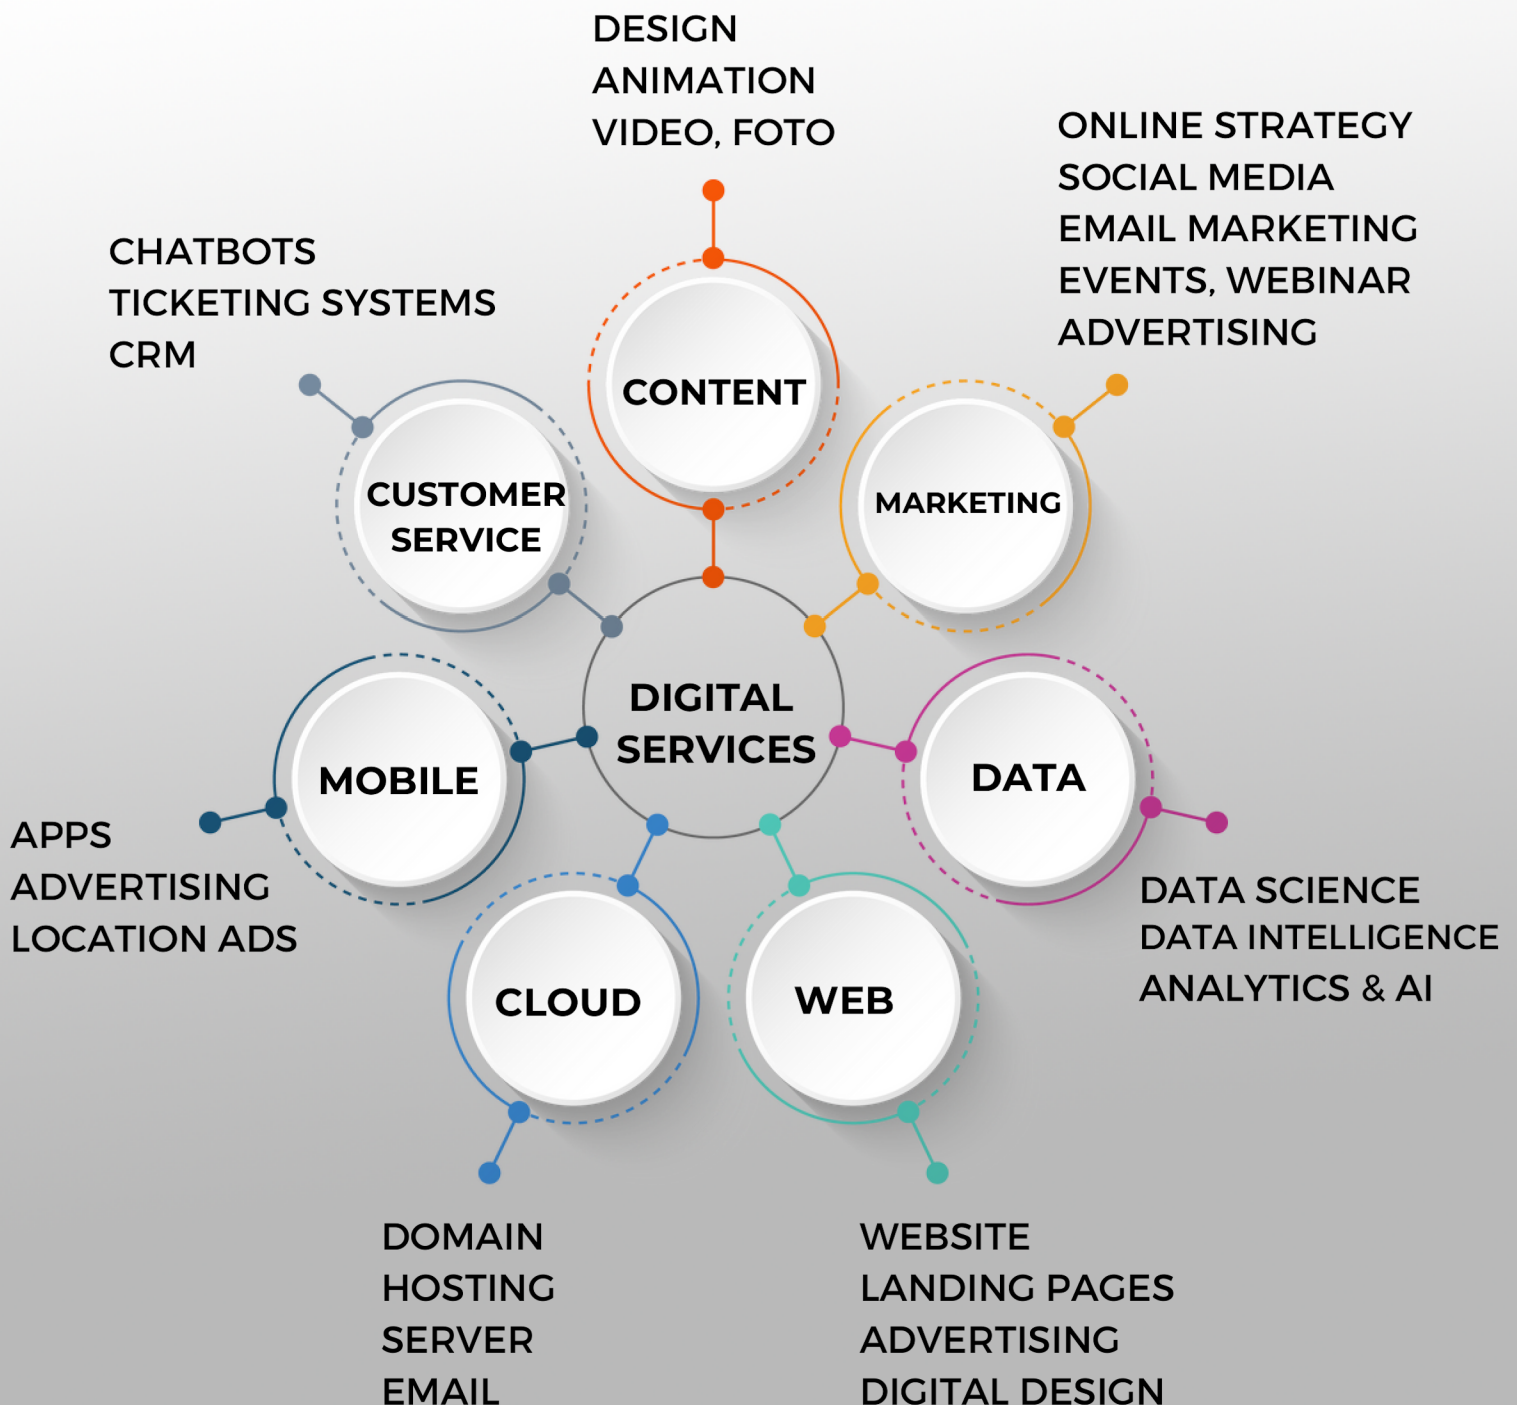 DESIGN
ANIMATION
VIDEO, FOTO
ONLINE STRATEGY
SOCIAL MEDIA
EMAIL MARKETING
EVENTS, WEBINAR
ADVERTISING
CHATBOTS
TICKETING SYSTEMS
CRM
CONTENT
CUSTOMER
SERVICE
MARKETING
DIGITAL
SERVICES
MOBILE
DATA
APPS
ADVERTISING
LOCATION ADS
DATA SCIENCE
DATA INTELLIGENCE
ANALYTICS & AI
CLOUD
WEB
DOMAIN
HOSTING
SERVER
EMAIL
WEBSITE
LANDING PAGES
ADVERTISING
DIGITAL DESIGN